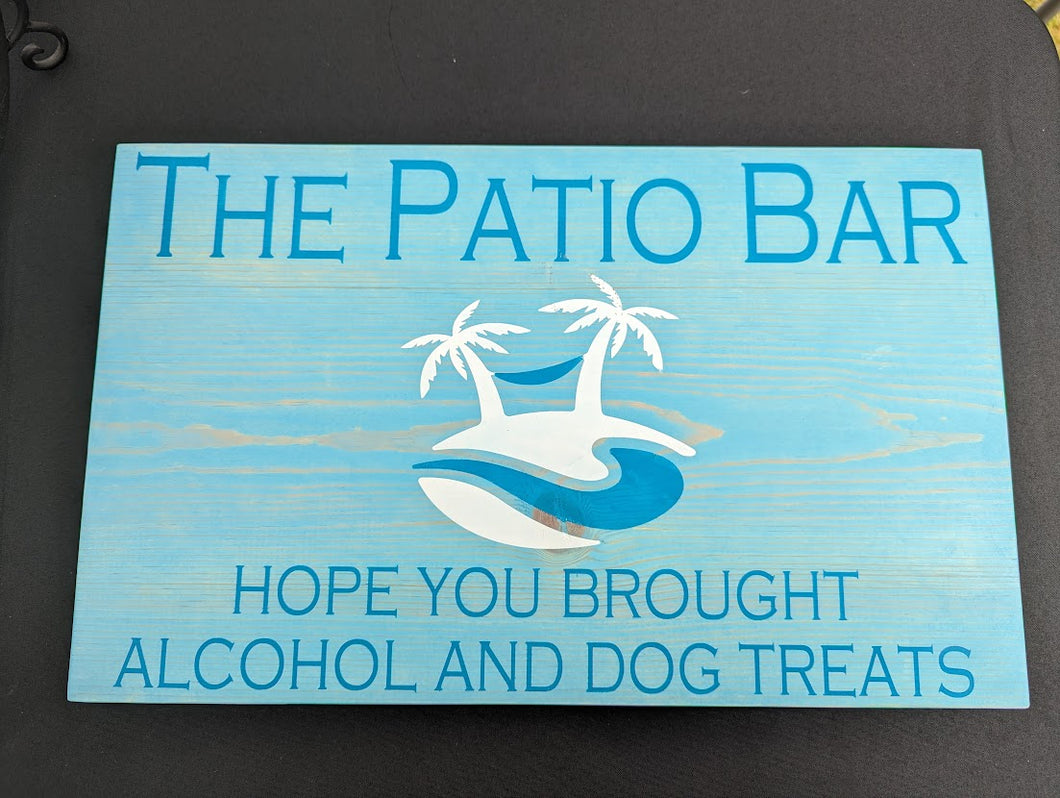 THE PATIO BAR
HOPE YOU BROUGHT
ALCOHOL AND DOG TREATS